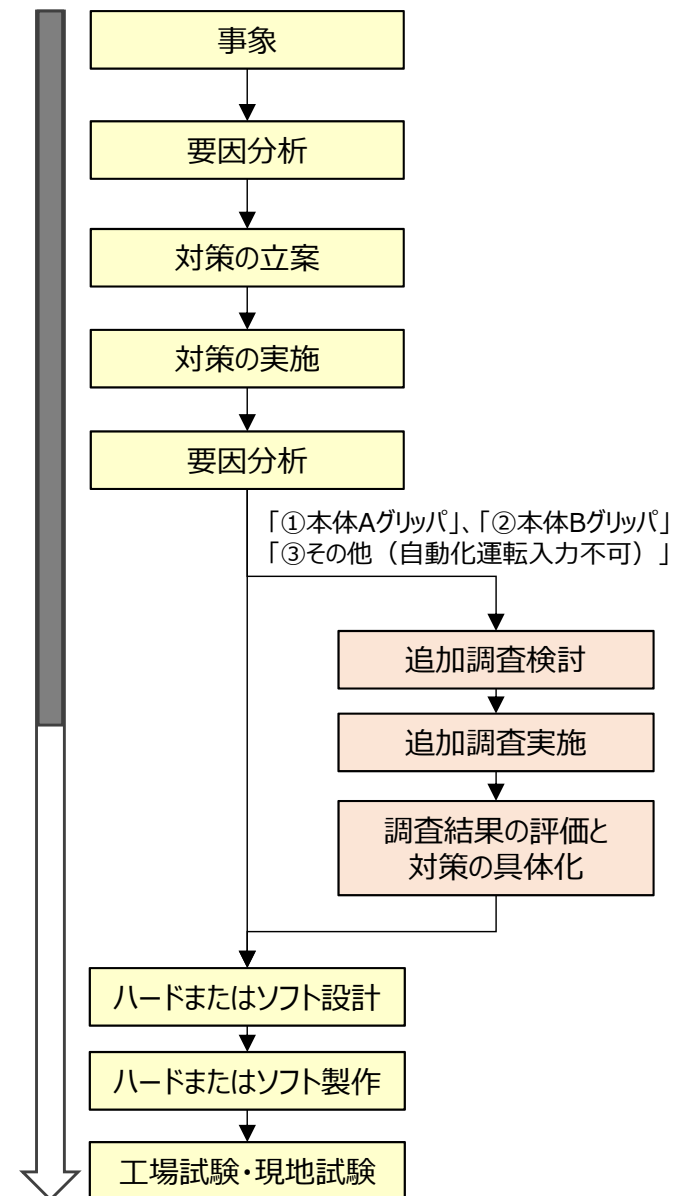 事象
要因分析
対策の立案
対策の実施
要因分析
「①本体Aグリッパ」、「②本体Bグリッパ」
「③その他（自動化運転入力不可）」
追加調査検討
追加調査実施
調査結果の評価と
対策の具体化
ハードまたはソフト設計
ハードまたはソフト製作
工場試験・現地試験